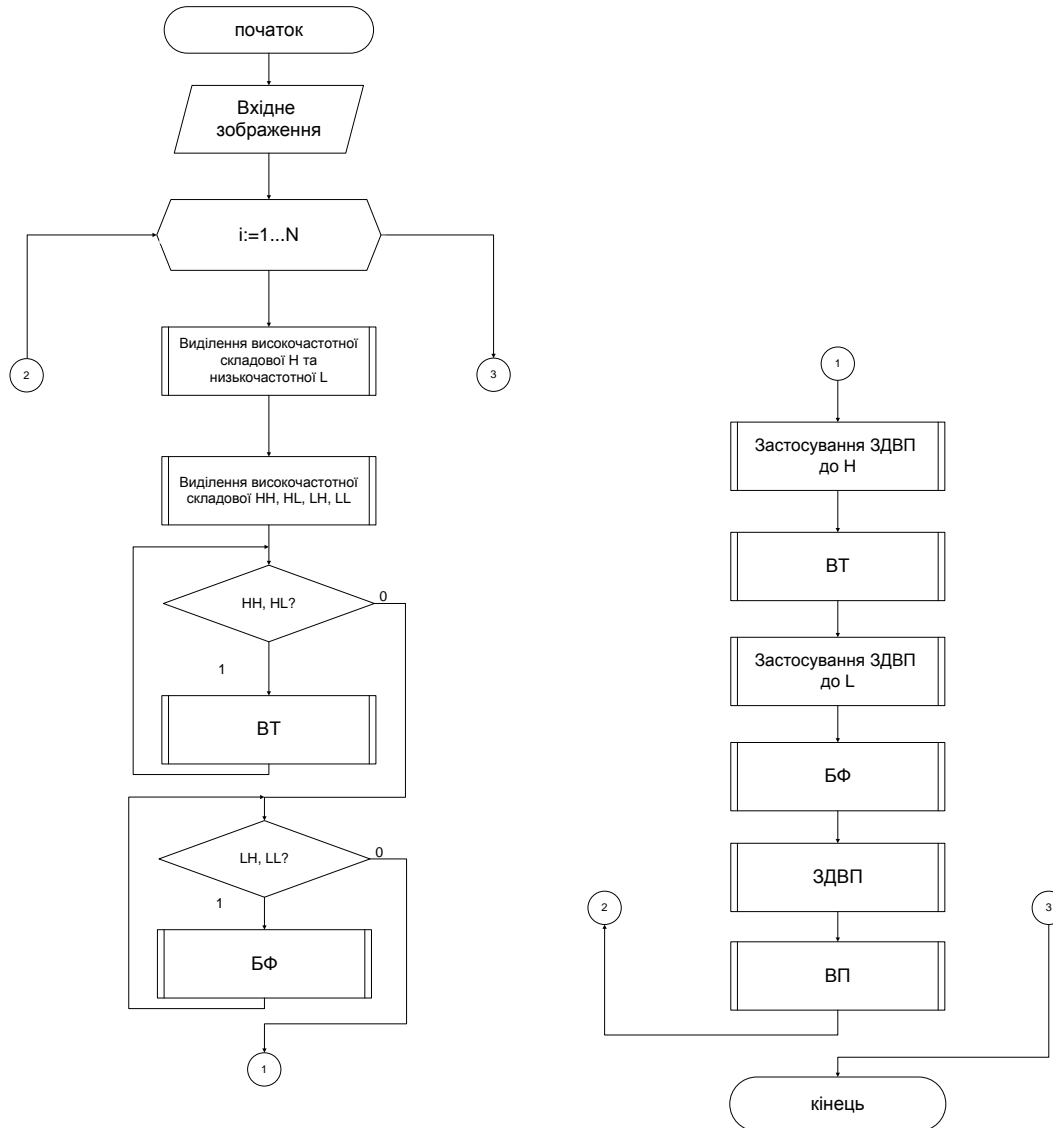 початок
Вхідне
зображення
i:=1...N
2
3
Виділення високочастотної
складової H та
низькочастотної L
Виділення високочастотної
складової HH, HL, LH, LL
HH, HL?
0
1
ВТ
LH, LL?
0
1
БФ
1
1
Застосування ЗДВП
до H
ВТ
Застосування ЗДВП
до L
БФ
ЗДВП
2
3
ВП
кінець